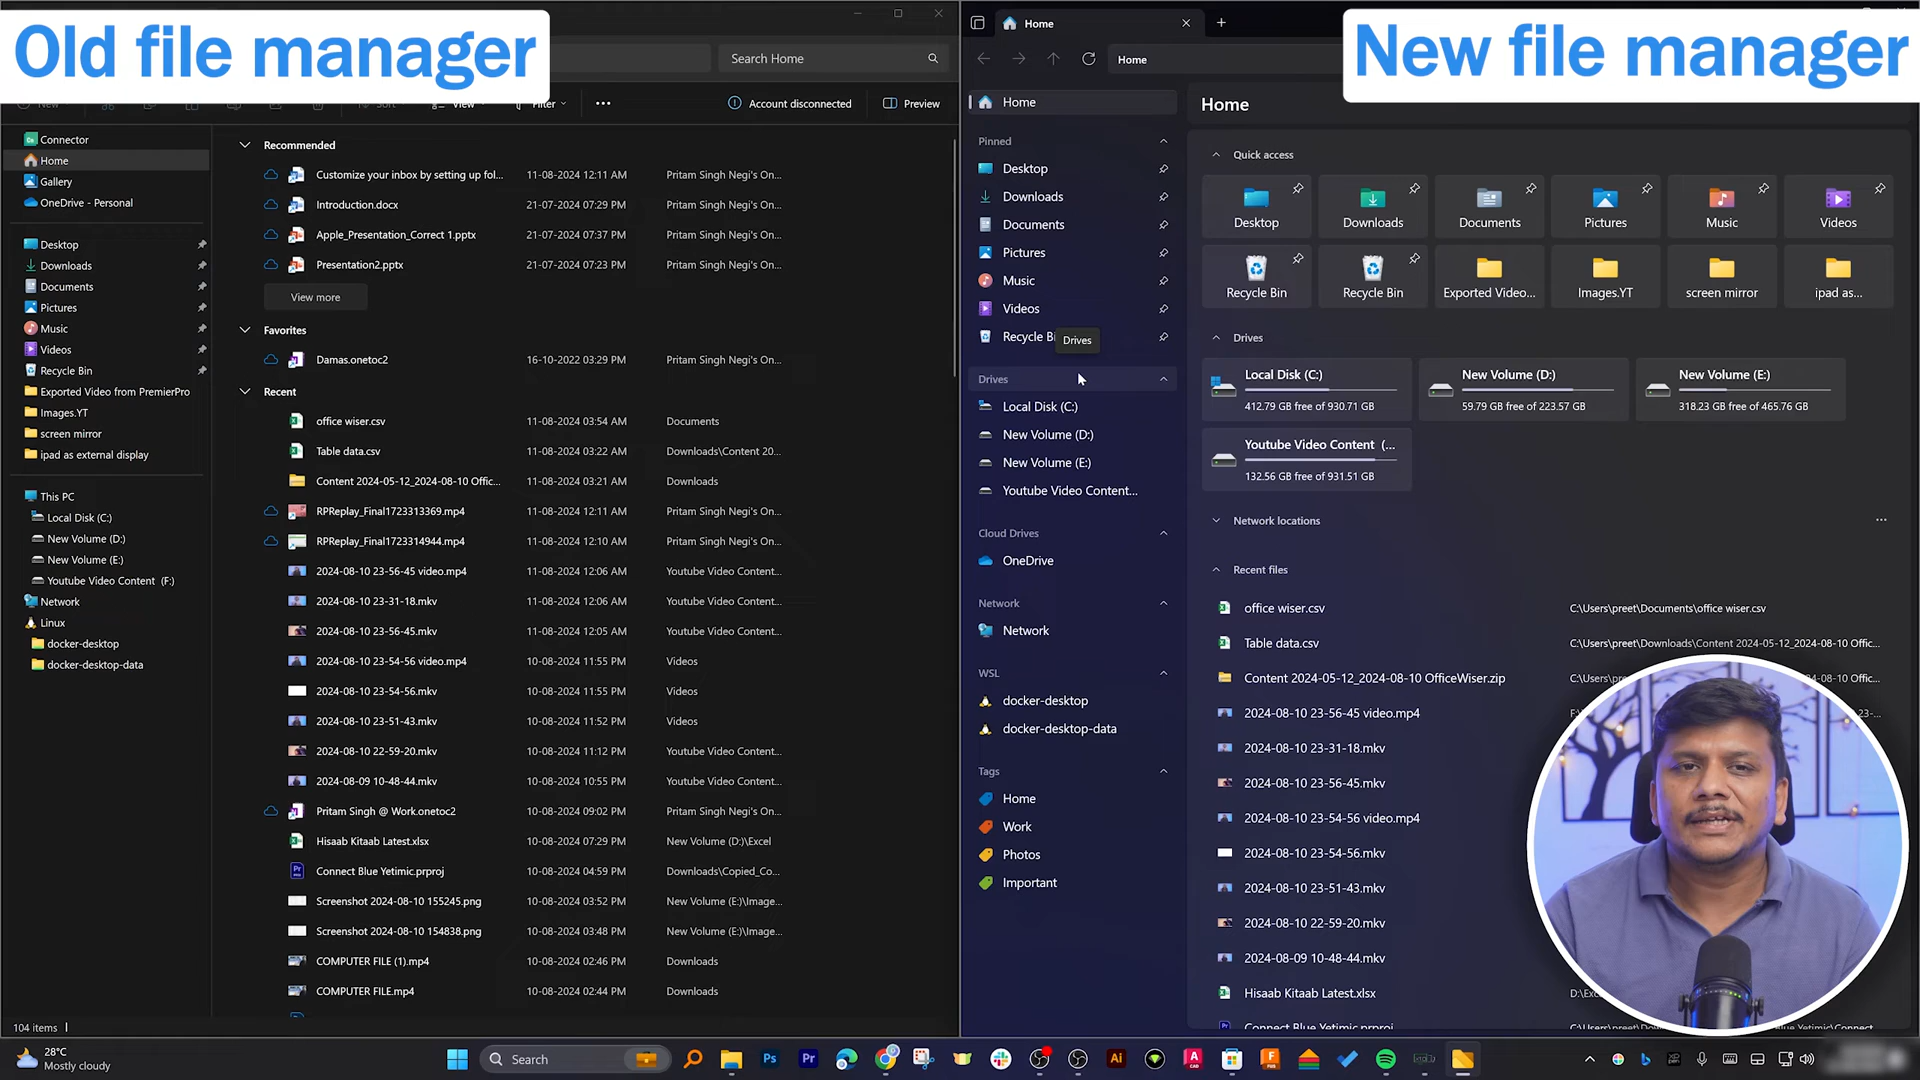 Old file manager
Search Home
Sort
View
Filter
Account disconnected
Preview
Connector
Home
Gallery
OneDrive - Personal
Desktop
Downloads
Documents
Pictures
Music
Videos
Recycle Bin
Exported Video from PremierPro
Images.YT
screen mirror
ipad as external display
This PC
Local Disk (C:)
New Volume (D:)
New Volume (E:)
Youtube Video Content (F:)
Network
Linux
docker-desktop
docker-desktop-data
Recommended
Customize your inbox by setting up fol... 11-08-2024 12:11 AM Pritam Singh Negi's On...
Introduction.docx 21-07-2024 07:29 PM Pritam Singh Negi's On...
Apple_Presentation_Correct 1.pptx 21-07-2024 07:37 PM Pritam Singh Negi's On...
Presentation2.pptx 21-07-2024 07:23 PM Pritam Singh Negi's On...
View more
Favorites
Damas.onetoc2 16-10-2022 03:29 PM Pritam Singh Negi's On...
Recent
office wiser.csv 11-08-2024 03:54 AM Documents
Table data.csv 11-08-2024 03:22 AM Downloads\Content 20...
Content 2024-05-12_2024-08-10 Offic... 11-08-2024 03:21 AM Downloads
RPReplay_Final1723313369.mp4 11-08-2024 12:11 AM Pritam Singh Negi's On...
RPReplay_Final1723314944.mp4 11-08-2024 12:10 AM Pritam Singh Negi's On...
2024-08-10 23-56-45 video.mp4 11-08-2024 12:06 AM Youtube Video Content...
2024-08-10 23-31-18.mkv 11-08-2024 12:06 AM Youtube Video Content...
2024-08-10 23-56-45.mkv 11-08-2024 12:05 AM Youtube Video Content...
2024-08-10 23-54-56 video.mp4 10-08-2024 11:55 PM Videos
2024-08-10 23-54-56.mkv 10-08-2024 11:55 PM Videos
2024-08-10 23-51-43.mkv 10-08-2024 11:52 PM Videos
2024-08-10 22-59-20.mkv 10-08-2024 11:12 PM Youtube Video Content...
2024-08-09 10-48-44.mkv 10-08-2024 10:55 PM Youtube Video Content...
Pritam Singh @ Work.onetoc2 10-08-2024 09:02 PM Pritam Singh Negi's On...
Hisaab Kitaab Latest.xlsx 10-08-2024 07:29 PM New Volume (D:)\Excel
Connect Blue Yetimic.prproj 10-08-2024 04:59 PM Downloads\Copied_Co...
Screenshot 2024-08-10 155245.png 10-08-2024 03:52 PM New Volume (E:)\Image...
Screenshot 2024-08-10 154838.png 10-08-2024 03:48 PM New Volume (E:)\Image...
COMPUTER FILE (1).mp4 10-08-2024 02:46 PM Downloads
COMPUTER FILE.mp4 10-08-2024 02:44 PM Downloads
104 items
New file manager
Home
Home
Home
Pinned
Desktop
Downloads
Documents
Pictures
Music
Videos
Recycle Bi
Drives
Drives
Local Disk (C:)
New Volume (D:)
New Volume (E:)
Youtube Video Content...
Cloud Drives
OneDrive
Network
Network
WSL
docker-desktop
docker-desktop-data
Tags
Home
Work
Photos
Important
Home
Quick access
Desktop Downloads Documents Pictures Music Videos
Recycle Bin Recycle Bin Exported Video... Images.YT screen mirror ipad as...
Drives
Local Disk (C:) New Volume (D:) New Volume (E:)
412.79 GB free of 930.71 GB 59.79 GB free of 223.57 GB 318.23 GB free of 465.76 GB
Youtube Video Content (...
132.56 GB free of 931.51 GB
Network locations
Recent files
office wiser.csv C:\Users\preet\Documents\office wiser.csv
Table data.csv C:\Users\preet\Downloads\Content 2024-05-12_2024-08-10 Offic...
Content 2024-05-12_2024-08-10 OfficeWiser.zip
2024-08-10 23-56-45 video.mp4
2024-08-10 23-31-18.mkv
2024-08-10 23-56-45.mkv
2024-08-10 23-54-56 video.mp4
2024-08-10 23-54-56.mkv
2024-08-10 23-51-43.mkv
2024-08-10 22-59-20.mkv
2024-08-09 10-48-44.mkv
Hisaab Kitaab Latest.xlsx
Connect Blue Yetimic.prproj
28°C
Mostly cloudy
Search
Ps
Pr
Ai